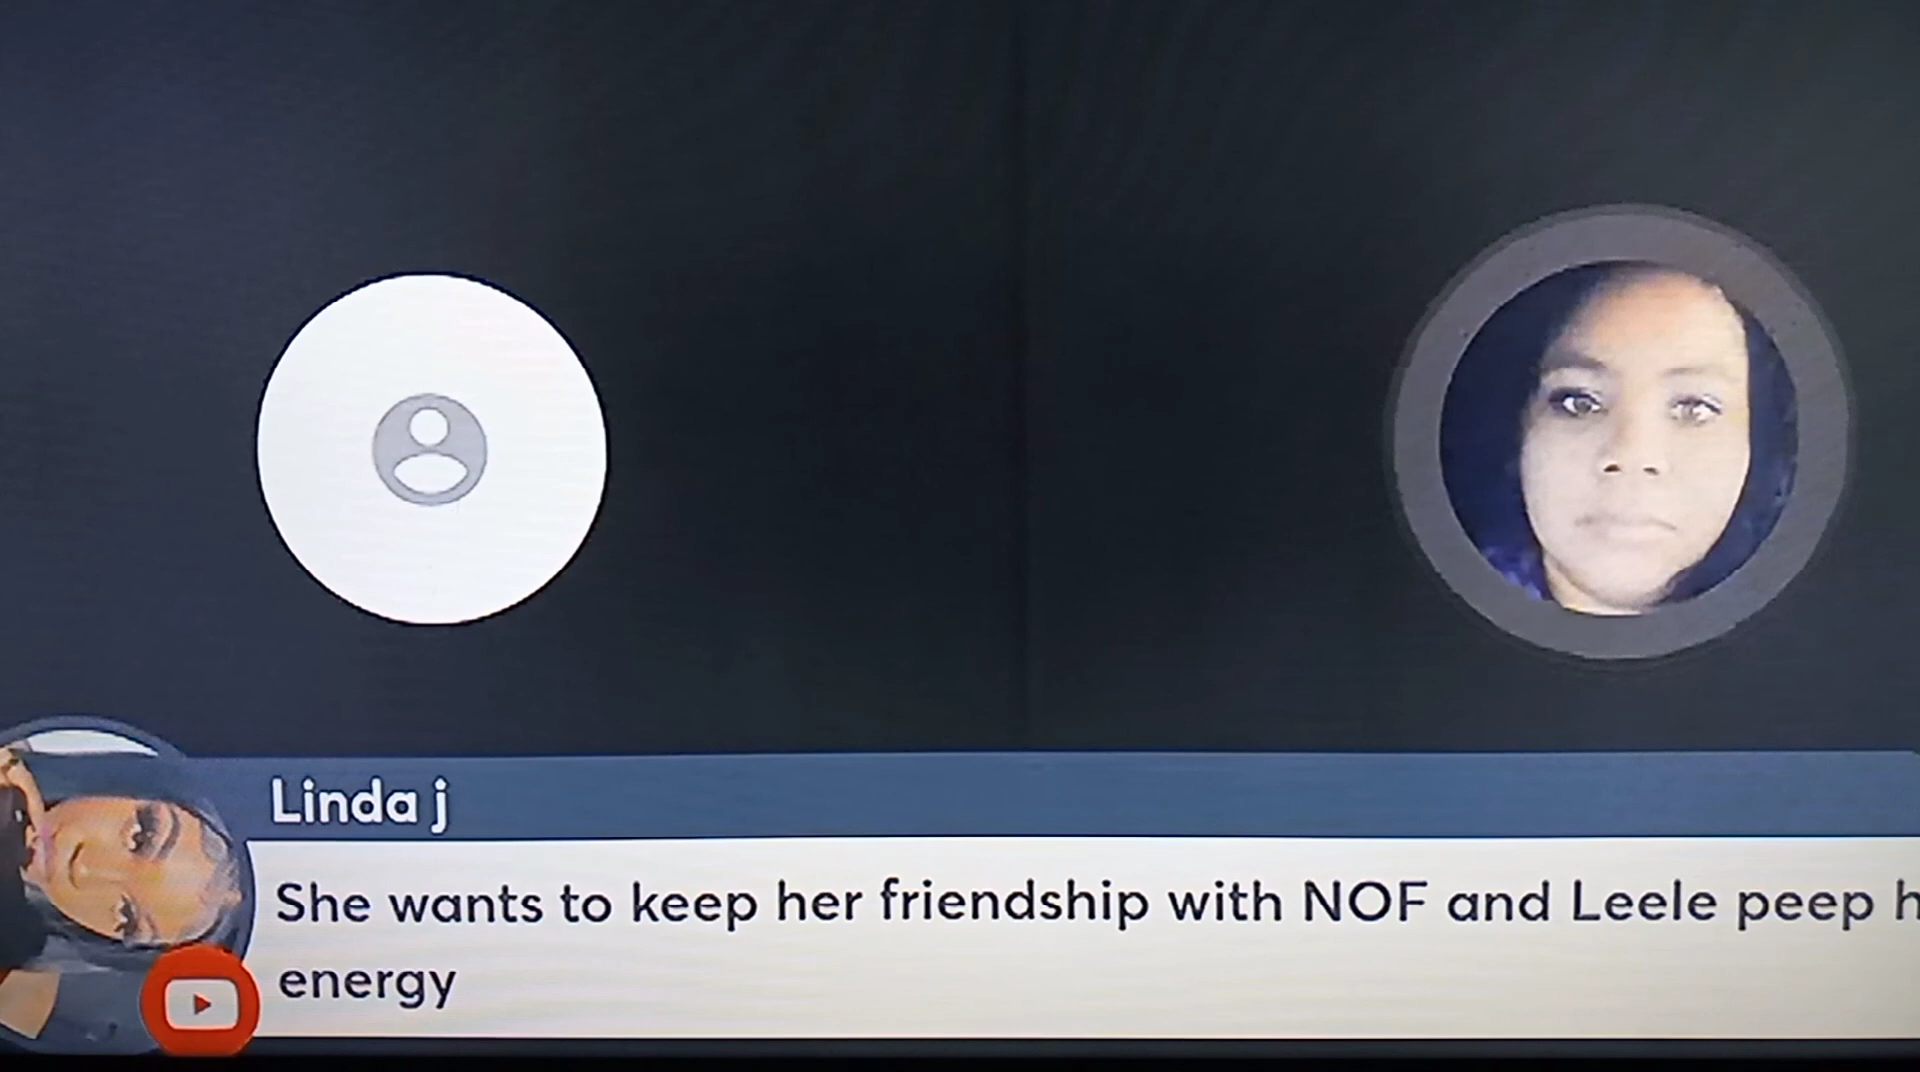 Linda j
She wants to keep her friendship with NOF and Leele peep
energy